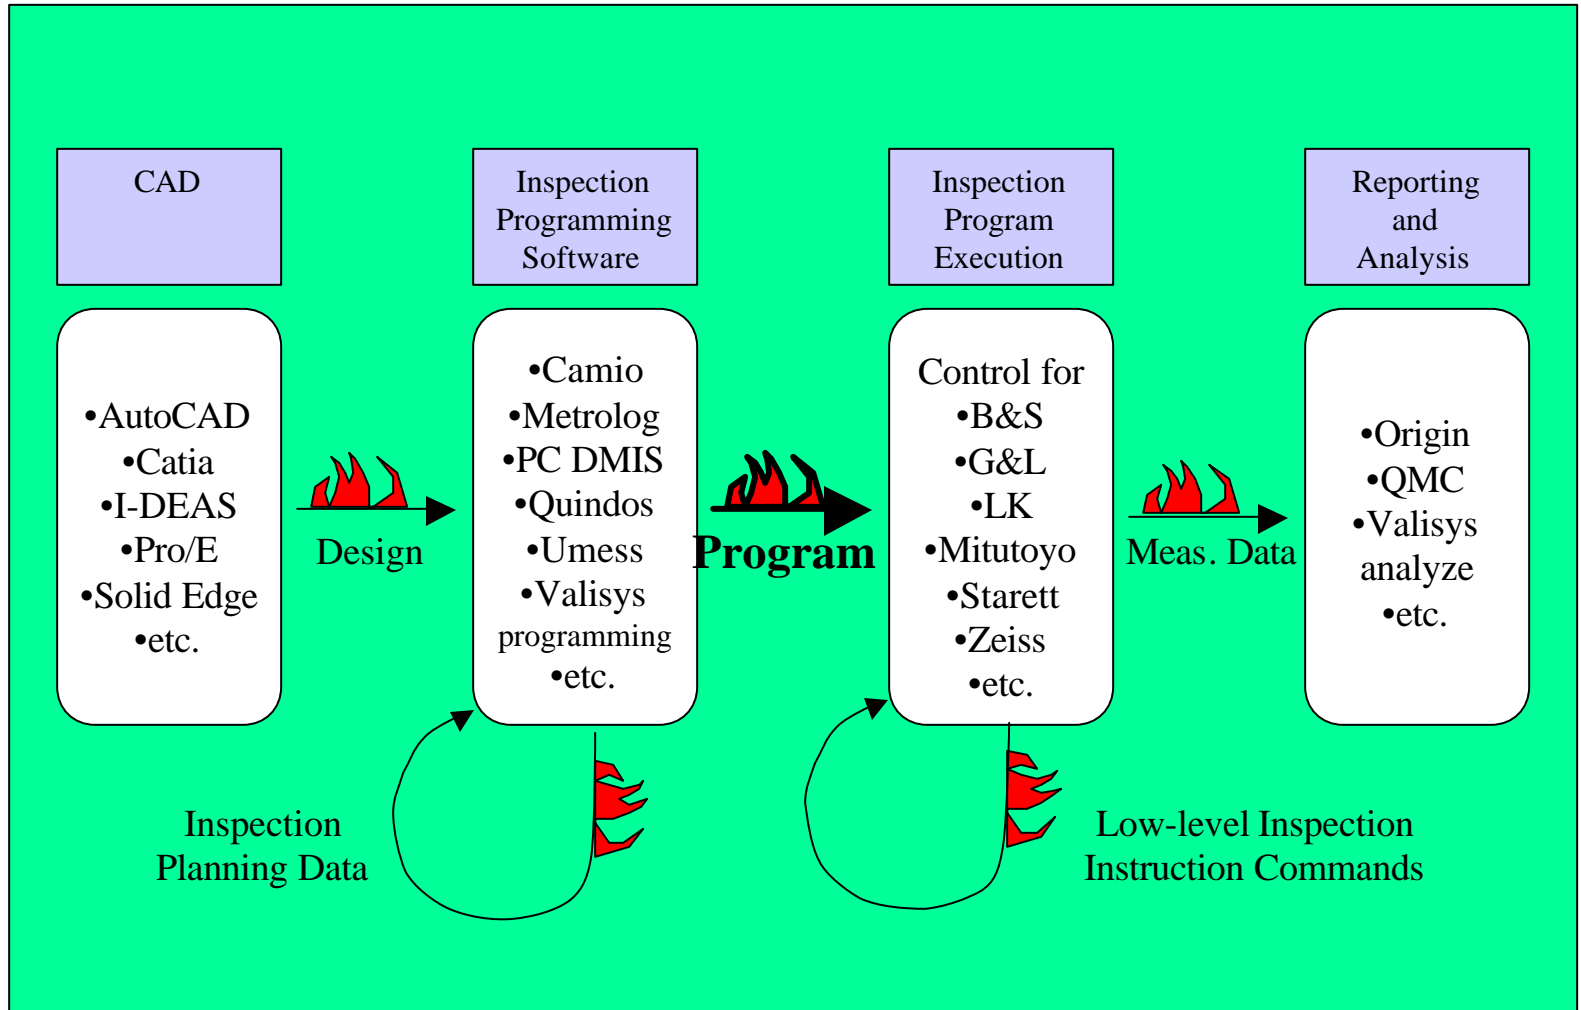 CAD
Inspection
Programming
Software
Inspection
Program
Execution
Reporting
and
Analysis
•AutoCAD
•Catia
•I-DEAS
•Pro/E
•Solid Edge
•etc.
Design
•Camio
•Metrolog
•PC DMIS
•Quindos
•Umess
•Valisys
programming
•etc.
Program
Control for
•B&S
•G&L
•LK
•Mitutoyo
•Starett
•Zeiss
•etc.
Meas. Data
•Origin
•QMC
•Valisys
analyze
•etc.
Inspection
Planning Data
Low-level Inspection
Instruction Commands